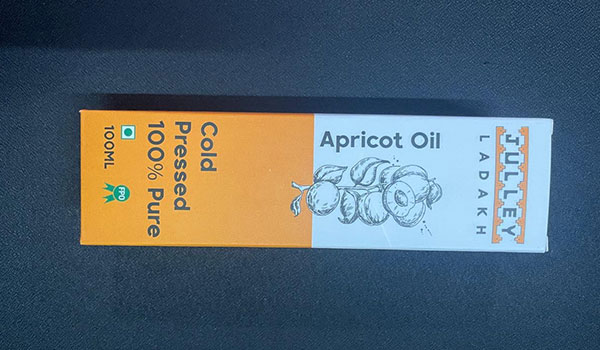 JULLEY
LADAKH
Apricot Oil
Cold
Pressed
100% Pure
100ML
FPO